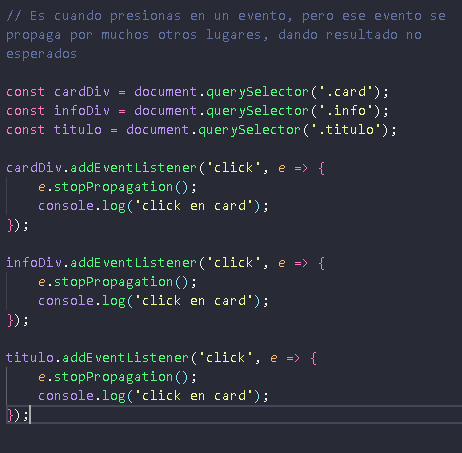 // Es cuando presionas en un evento, pero ese evento se
propaga por muchos otros lugares, dando resultado no
esperados
const cardDiv = document.querySelector('.card');
const infoDiv = document.querySelector('.info');
const titulo = document.querySelector('.titulo');
cardDiv.addEventListener('click', e => {
    e.stopPropagation();
    console.log('click en card');
});
infoDiv.addEventListener('click', e => {
    e.stopPropagation();
    console.log('click en card');
});
titulo.addEventListener('click', e => {
    e.stopPropagation();
    console.log('click en card');
});